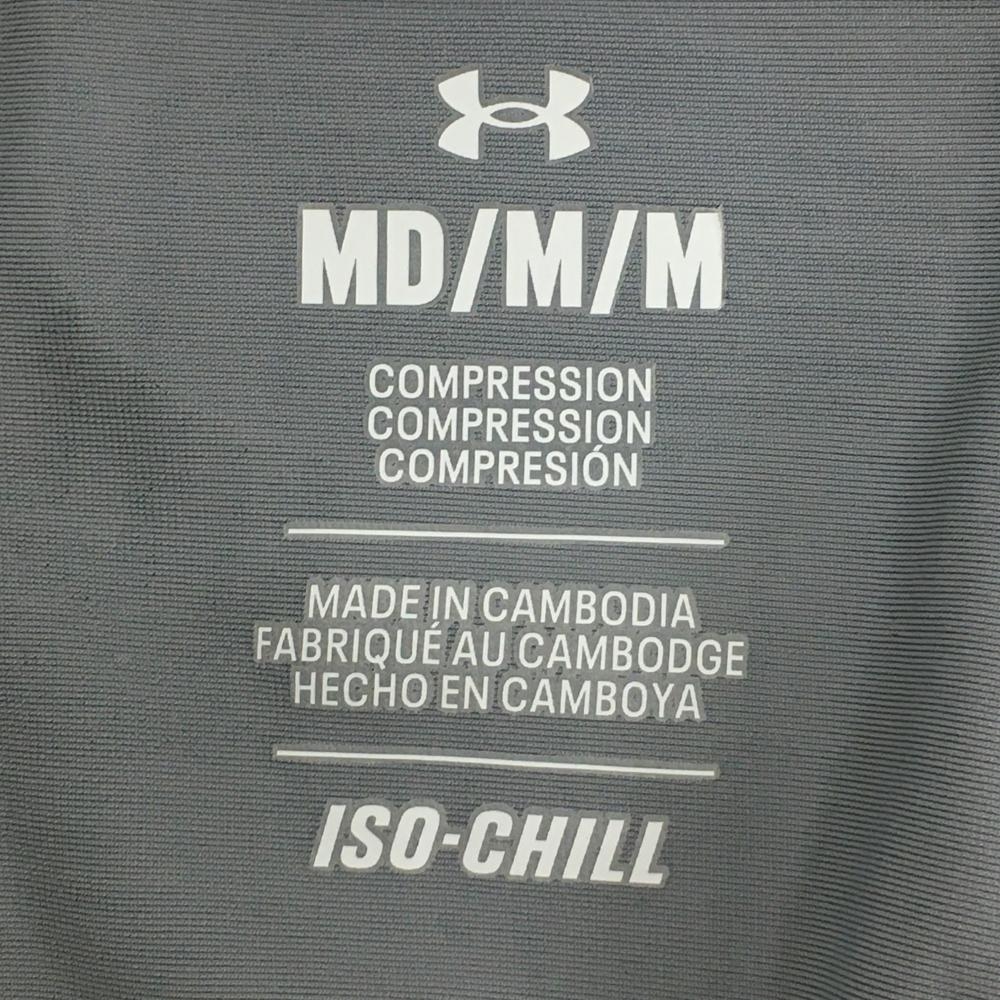 MD/M/M
COMPRESSION
COMPRESSION
COMPRESIÓN
MADE IN CAMBODIA
FABRIQUÉ AU CAMBODGE
HECHO EN CAMBOYA
ISO-CHILL